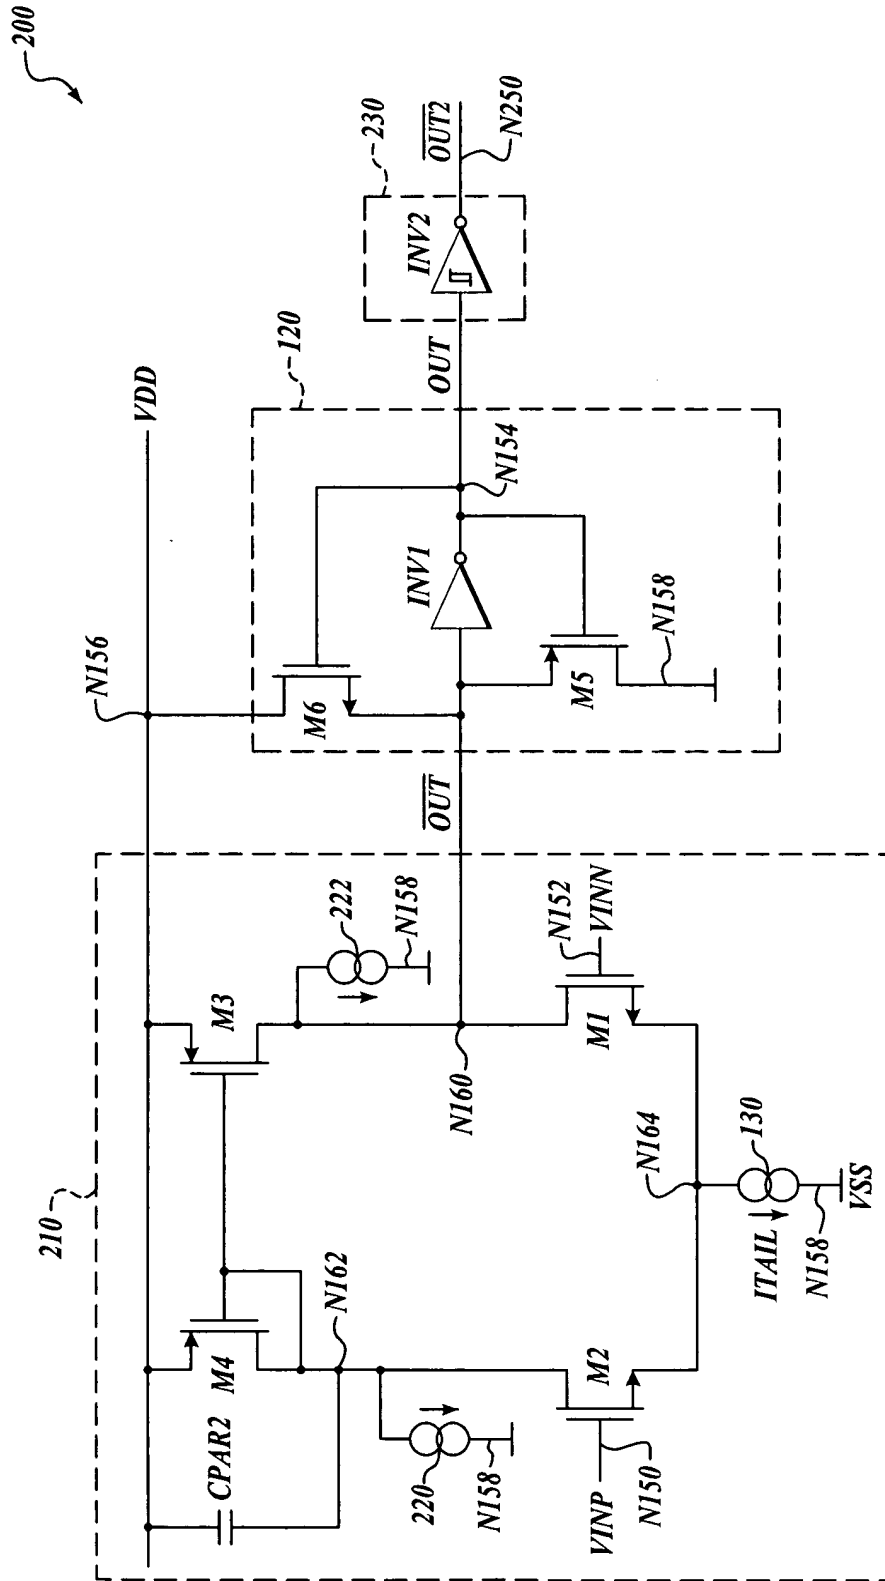 200
210
VDD
N156
CPAR2
M4
M3
N162
222
N158
220
N158
N160
OUT
120
M6
INV1
N154
M5
N158
OUT
230
INV2
OUT2
N250
VINP
N150
M2
M1
N152
VINN
N164
ITAIL
130
N158
VSS